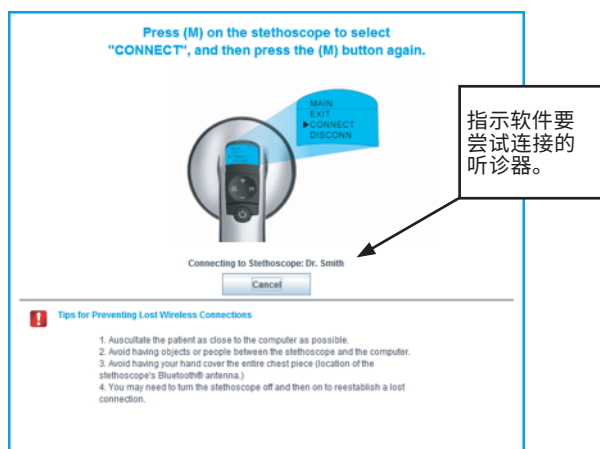 Press (M) on the stethoscope to select
"CONNECT", and then press the (M) button again.
MAIN
EXIT
▶CONNECT
DISCONN
指示软件要
尝试连接的
听诊器。
Connecting to Stethoscope: Dr. Smith
Cancel
Tips for Preventing Lost Wireless Connections
1. Auscultate the patient as close to the computer as possible.
2. Avoid having objects or people between the stethoscope and the computer.
3. Avoid having your hand cover the entire chest piece (location of the
stethoscope's Bluetooth® antenna.)
4. You may need to turn the stethoscope off and then on to reestablish a lost
connection.